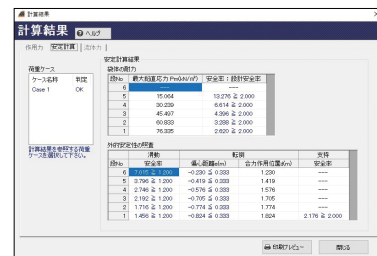 計算結果
計算結果 ヘルプ
作用力 安定計算 流体力
荷重ケース
ケース名称 判定
Case 1 OK
計算結果を参照する荷重
ケースを選択して下さい。
安定計算結果
袋体の耐力
段No 最大鉛直応力 Pm(kN/m²) 安全率：設計安全率
6 --- ---
5 15.064 13.276 ≧ 2.000
4 30.239 6.614 ≧ 2.000
3 45.497 4.396 ≧ 2.000
2 60.833 3.288 ≧ 2.000
1 76.335 2.620 ≧ 2.000
外的安定性の照査
段No 滑動 転倒 支持
安全率 偏心距離e(m) 合力作用位置d(m) 安全率
6 7.015 ≧ 1.200 -0.230 ≦ 0.333 1.230 ---
5 3.796 ≧ 1.200 -0.419 ≦ 0.333 1.419 ---
4 2.746 ≧ 1.200 -0.576 ≦ 0.333 1.576 ---
3 2.192 ≧ 1.200 -0.705 ≦ 0.333 1.705 ---
2 1.716 ≧ 1.200 -0.774 ≦ 0.333 1.774 ---
1 1.456 ≧ 1.200 -0.824 ≦ 0.333 1.824 2.176 ≧ 2.000
印刷プレビュー 閉じる